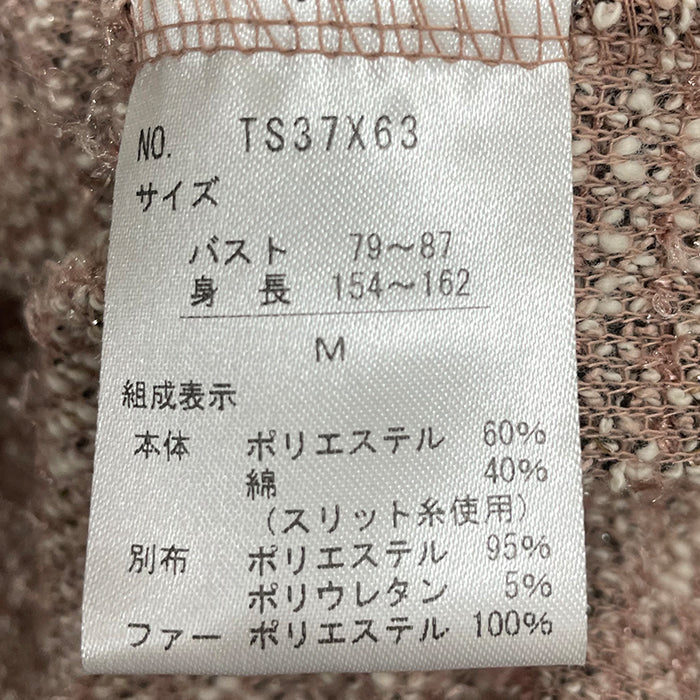 NO. TS37X63
サイズ
バスト 79～87
身長 154～162
M
組成表示
本体 ポリエステル 60%
綿 40%
(スリット糸使用)
別布 ポリエステル 95%
ポリウレタン 5%
ファー ポリエステル 100%